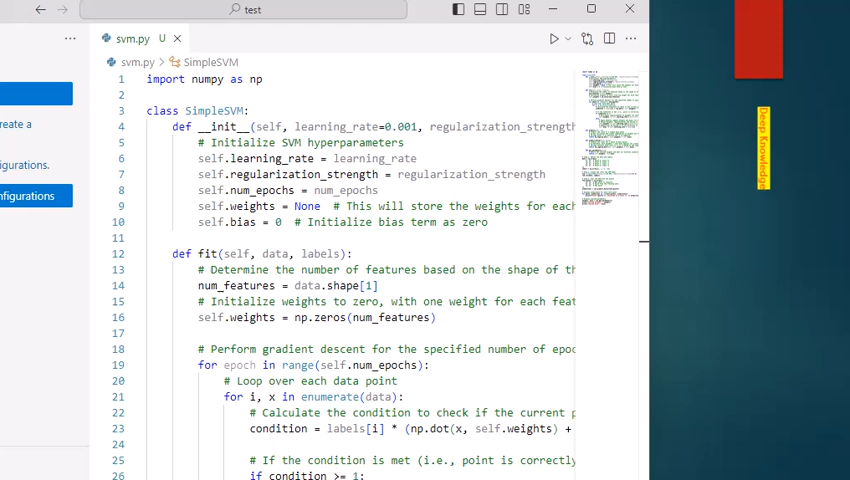 test
svm.py U
svm.py > SimpleSVM
reate a
igurations.
nfigurations
1 import numpy as np
2
3 class SimpleSVM:
4 def __init__(self, learning_rate=0.001, regularization_strength
5 # Initialize SVM hyperparameters
6 self.learning_rate = learning_rate
7 self.regularization_strength = regularization_strength
8 self.num_epochs = num_epochs
9 self.weights = None # This will store the weights for eac
10 self.bias = 0 # Initialize bias term as zero
11
12 def fit(self, data, labels):
13 # Determine the number of features based on the shape of th
14 num_features = data.shape[1]
15 # Initialize weights to zero, with one weight for each feat
16 self.weights = np.zeros(num_features)
17
18 # Perform gradient descent for the specified number of epoc
19 for epoch in range(self.num_epochs):
20 # Loop over each data point
21 for i, x in enumerate(data):
22 # Calculate the condition to check if the current p
23 condition = labels[i] * (np.dot(x, self.weights) +
24
25 # If the condition is met (i.e., point is correctly
26 if condition >= 1:
Deep Knowledge